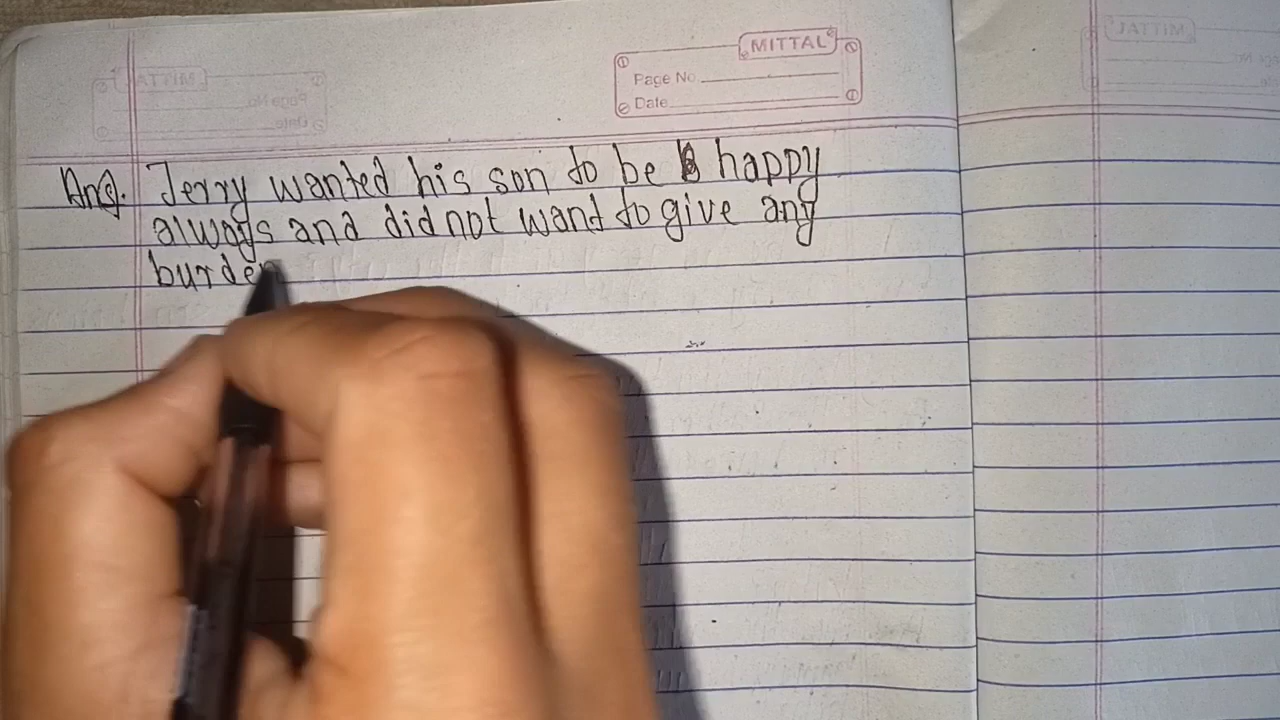 MITTAL
Page No.
Date
Ans. Jerry wanted his son to be happy
always and did not want to give any
burden